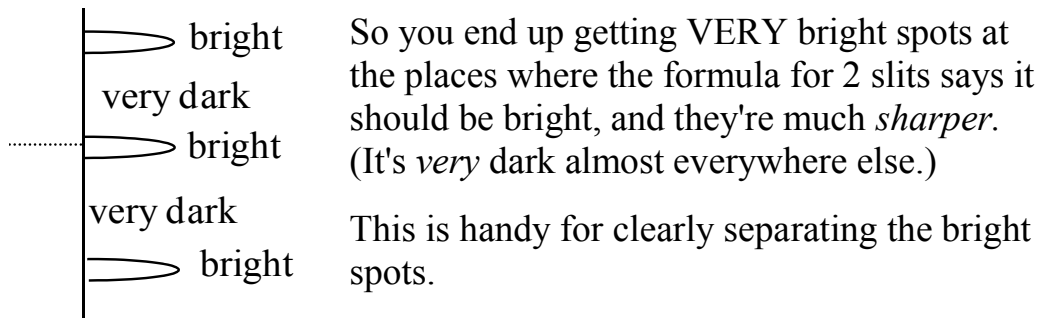 bright
very dark
bright
very dark
bright
So you end up getting VERY bright spots at
the places where the formula for 2 slits says it
should be bright, and they're much sharper.
(It's very dark almost everywhere else.)
This is handy for clearly separating the bright
spots.